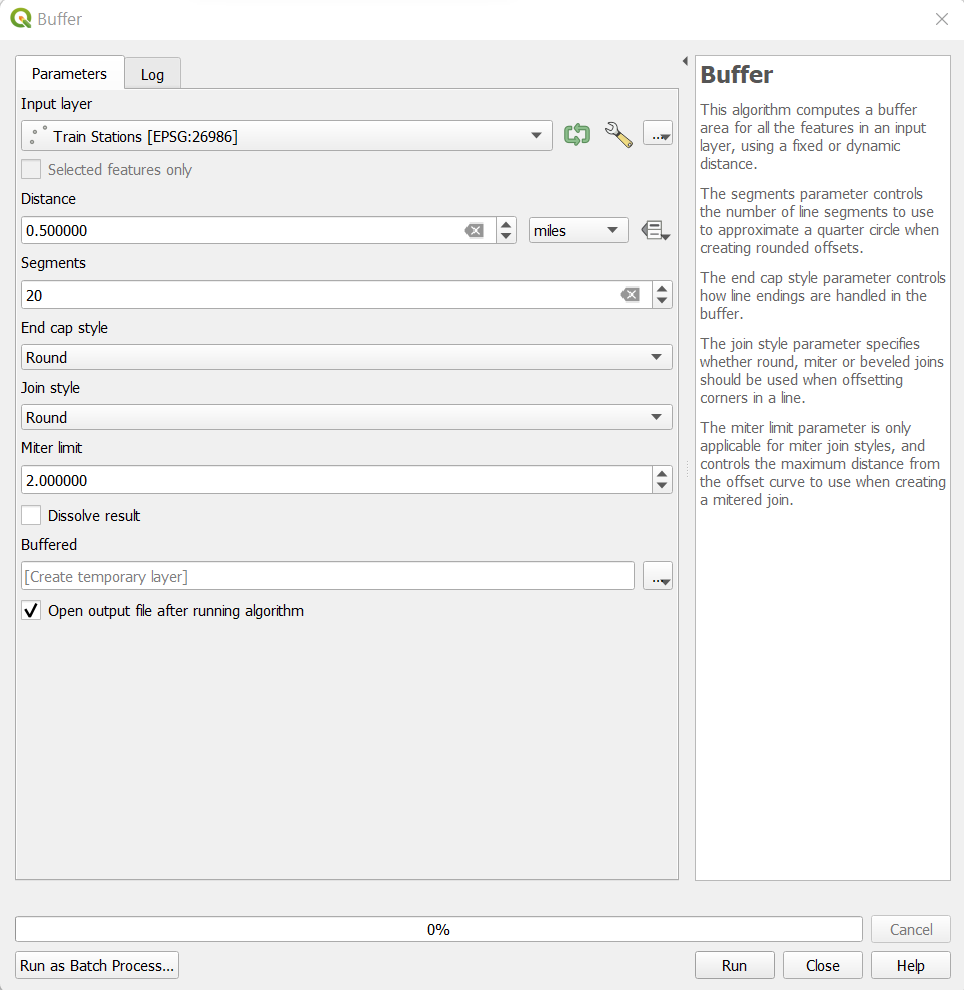 Buffer
Parameters
Log
Input layer
Train Stations [EPSG:26986]
...
Selected features only
Distance
0.500000
miles
Segments
20
End cap style
Round
Join style
Round
Miter limit
2.000000
Dissolve result
Buffered
[Create temporary layer]
...
Open output file after running algorithm
Buffer
This algorithm computes a buffer
area for all the features in an input
layer, using a fixed or dynamic
distance.
The segments parameter controls
the number of line segments to use
to approximate a quarter circle when
creating rounded offsets.
The end cap style parameter controls
how line endings are handled in the
buffer.
The join style parameter specifies
whether round, miter or beveled joins
should be used when offsetting
corners in a line.
The miter limit parameter is only
applicable for miter join styles, and
controls the maximum distance from
the offset curve to use when creating
a mitered join.
0%
Cancel
Run as Batch Process...
Run
Close
Help